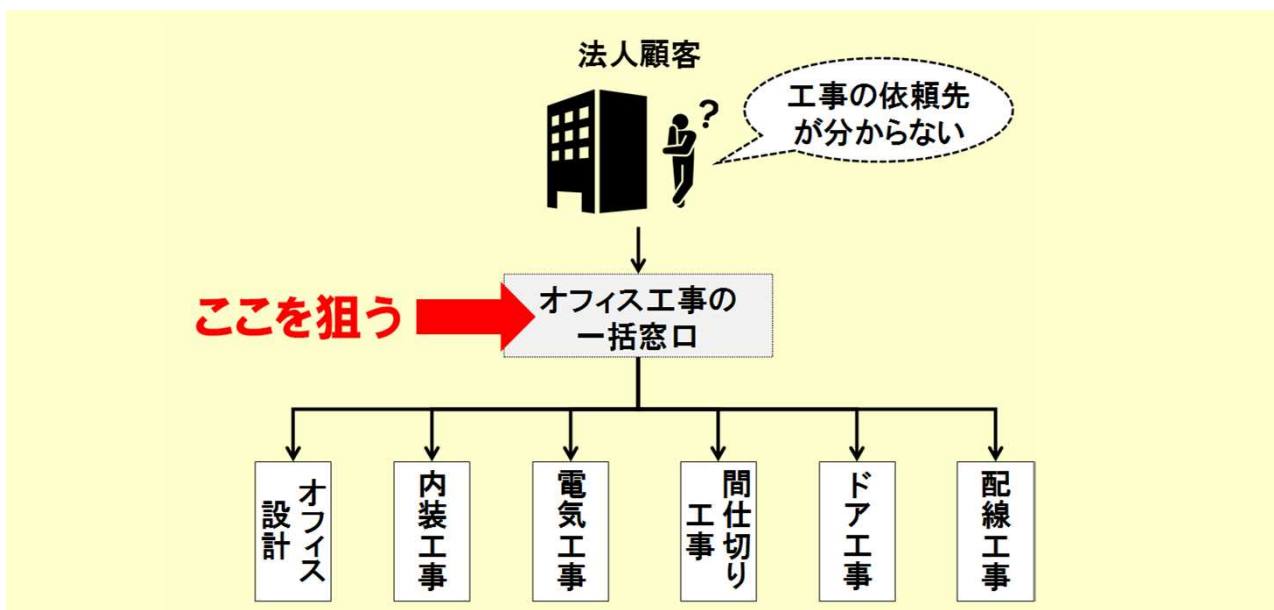 法人顧客
?
工事の依頼先
が分からない
ここを狙う
オフィス工事の
一括窓口
オフィス
設計
内装工事
電気工事
間仕切り
工事
ドア工事
配線工事